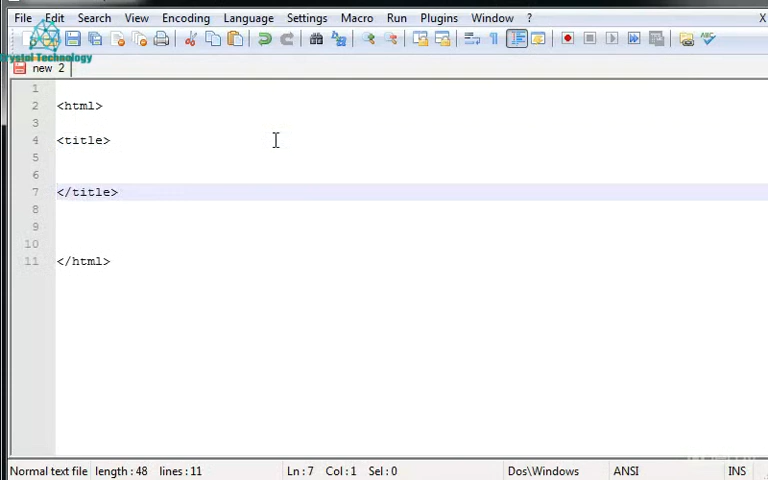 File Edit Search View Encoding Language Settings Macro Run Plugins Window ? X
Krystal Technology
new 2
1
2 <html>
3
4 <title>
5
6
7 </title>
8
9
10
11 </html>
Normal text file length : 48 lines : 11 Ln : 7 Col : 1 Sel : 0 Dos\Windows ANSI INS